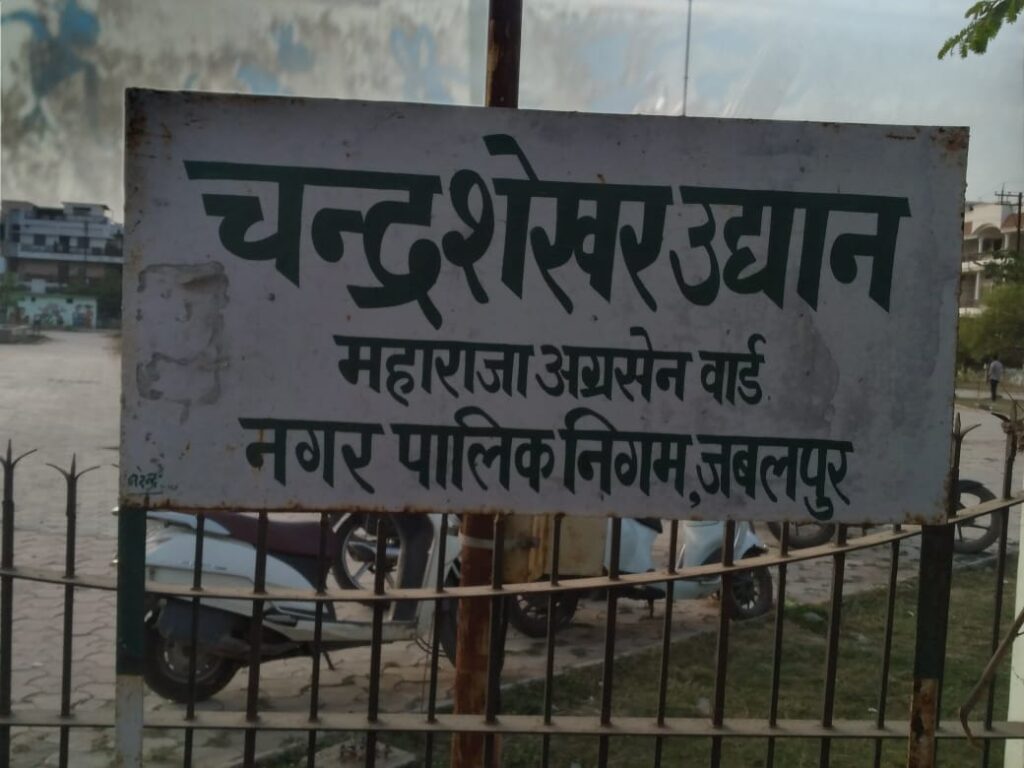 चन्द्रशेखर उद्यान
महाराजा अग्रसेन वार्ड
नगर पालिक निगम,जबलपुर